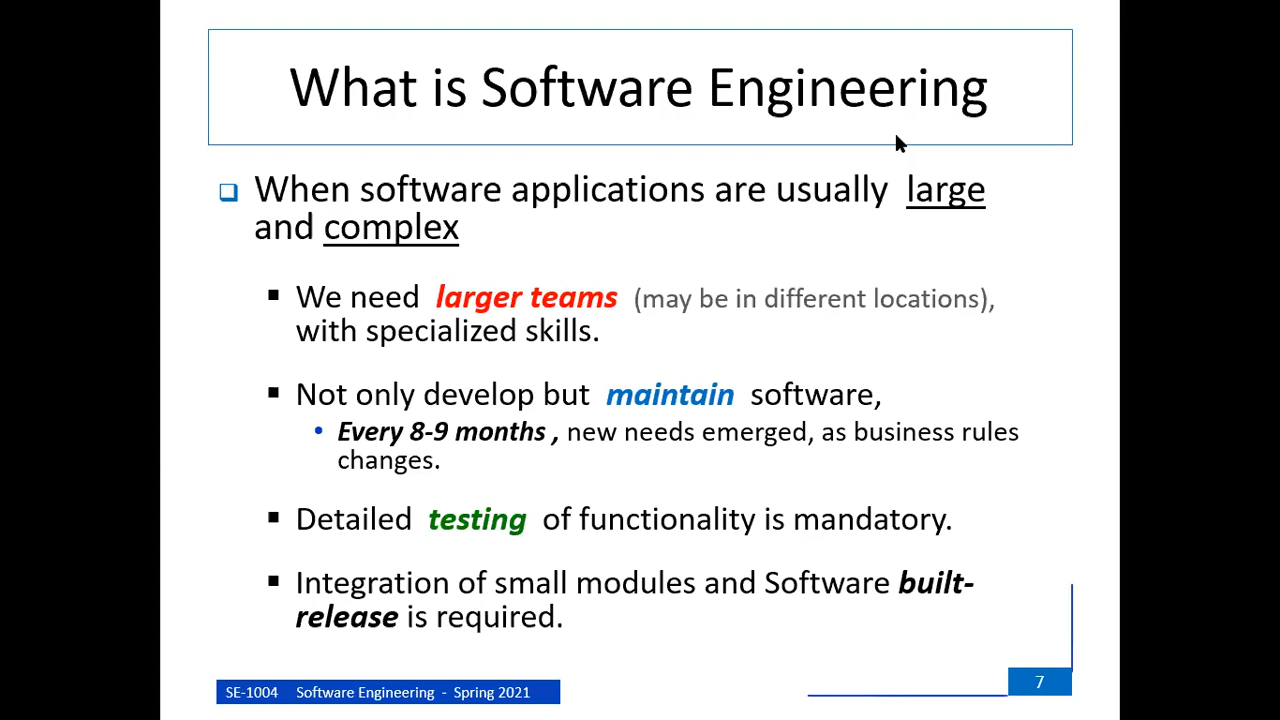 What is Software Engineering
When software applications are usually large
and complex
We need larger teams (may be in different locations),
with specialized skills.
Not only develop but maintain software,
Every 8-9 months , new needs emerged, as business rules
changes.
Detailed testing of functionality is mandatory.
Integration of small modules and Software built-
release is required.
SE-1004 Software Engineering - Spring 2021
7